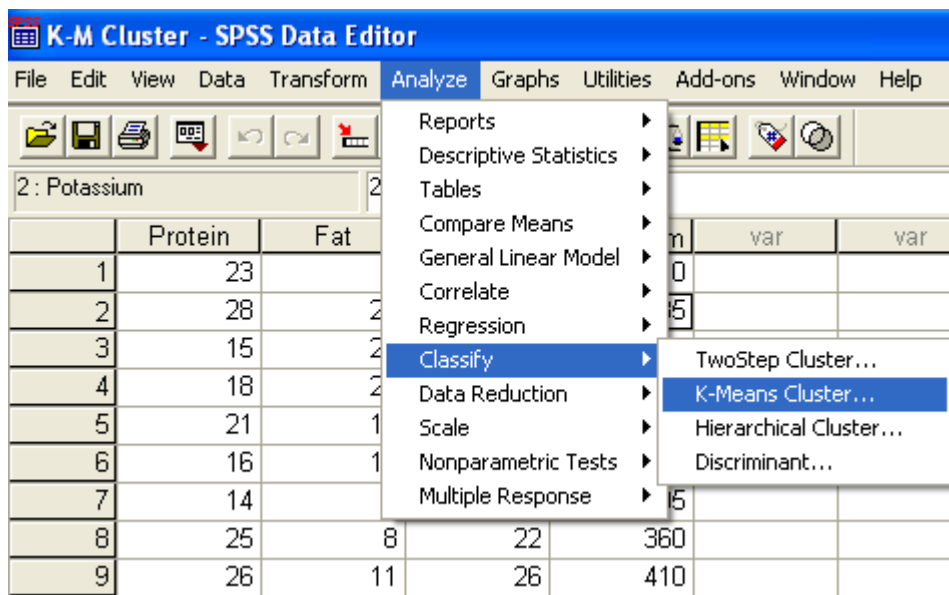 SPSS K-M Cluster - SPSS Data Editor
File Edit View Data Transform Analyze Graphs Utilities Add-ons Window Help
2 : Potassium
Reports
Descriptive Statistics
Tables
Compare Means
General Linear Model
Correlate
Regression
Classify
Data Reduction
Scale
Nonparametric Tests
Multiple Response
TwoStep Cluster...
K-Means Cluster...
Hierarchical Cluster...
Discriminant...
Protein Fat var var
1 23
2 28
3 15
4 18
5 21
6 16
7 14
8 25 8 22 360
9 26 11 26 410